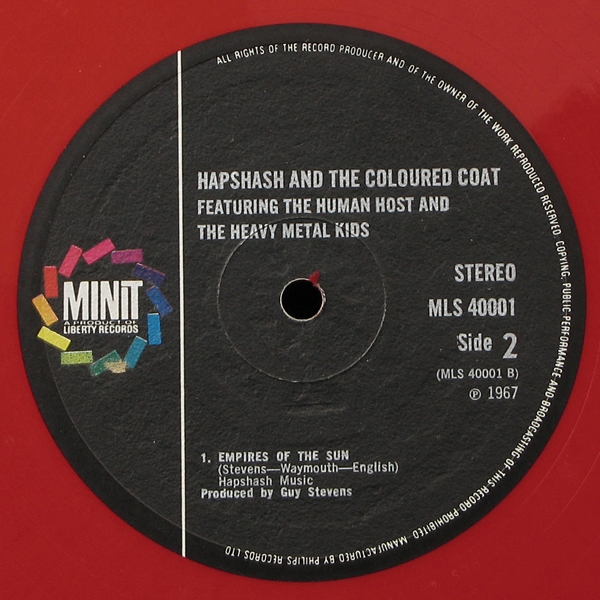 ALL RIGHTS OF THE RECORD PRODUCER AND OF THE OWNER OF THE WORK REPRODUCED RESERVED. COPYING, PUBLIC PERFORMANCE AND BROADCASTING OF THIS RECORD PROHIBITED. MANUFACTURED BY PHILIPS RECORDS LTD
HAPSHASH AND THE COLOURED COAT
FEATURING THE HUMAN HOST AND
THE HEAVY METAL KIDS
STEREO
MLS 40001
Side 2
(MLS 40001 B)
℗ 1967
MINIT
A PRODUCT OF
LIBERTY RECORDS
1. EMPIRES OF THE SUN
(Stevens—Waymouth—English)
Hapshash Music
Produced by Guy Stevens